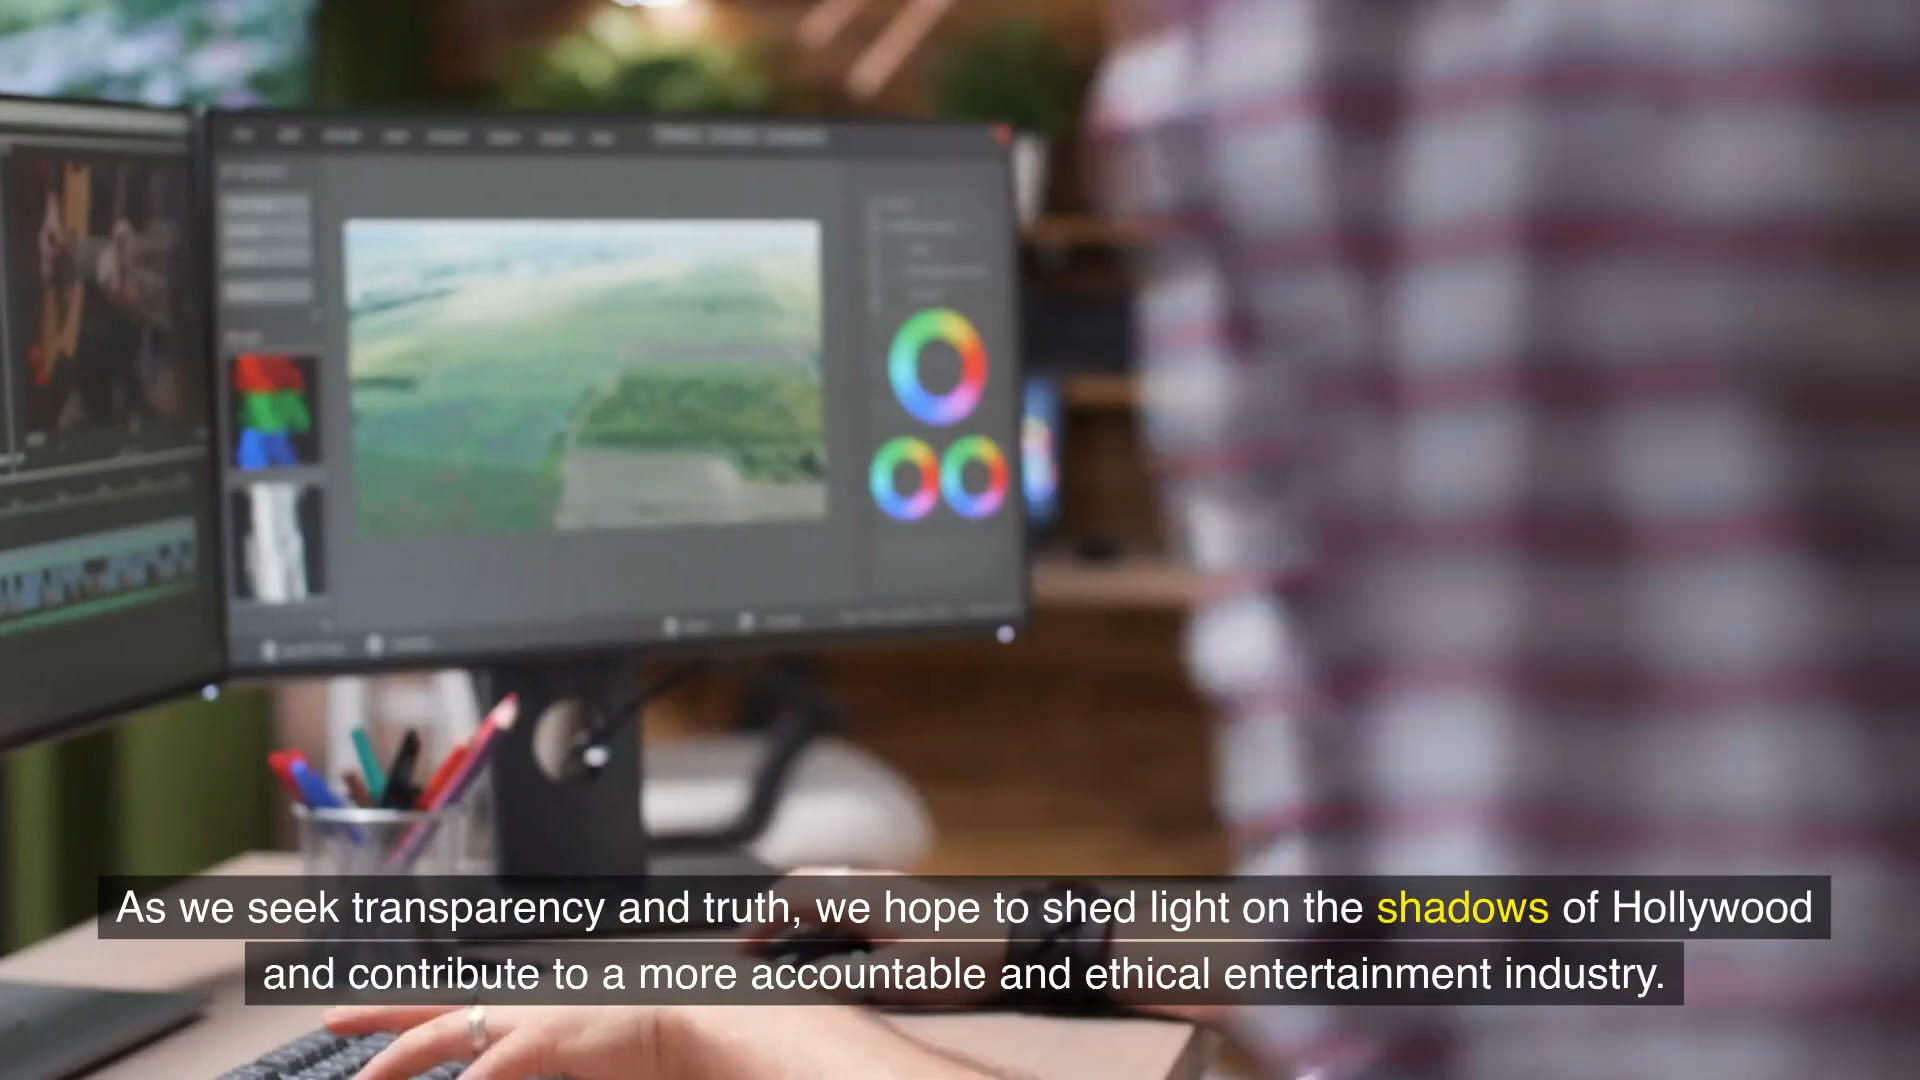 As we seek transparency and truth, we hope to shed light on the shadows of Hollywood
and contribute to a more accountable and ethical entertainment industry.